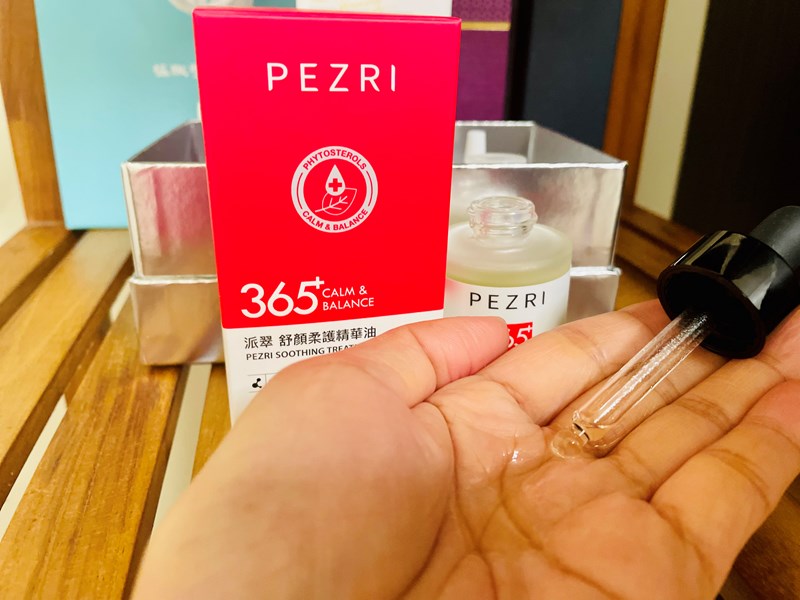 PEZRI
PHYTOSTEROLS
CALM & BALANCE
365+ CALM &
BALANCE
派翠 舒顏柔護精華油
PEZRI SOOTHING
PEZRI